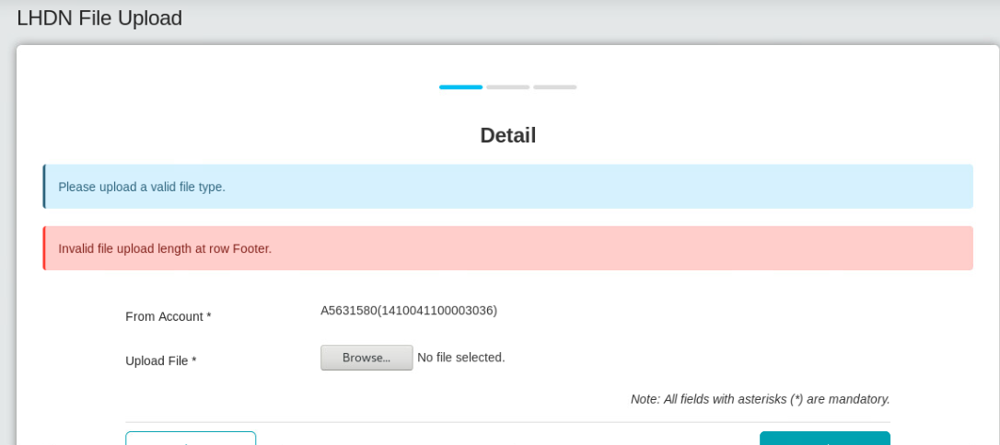 LHDN File Upload
Detail
Please upload a valid file type.
Invalid file upload length at row Footer.
From Account *
A5631580(1410041100003036)
Upload File *
Browse... No file selected.
Note: All fields with asterisks (*) are mandatory.